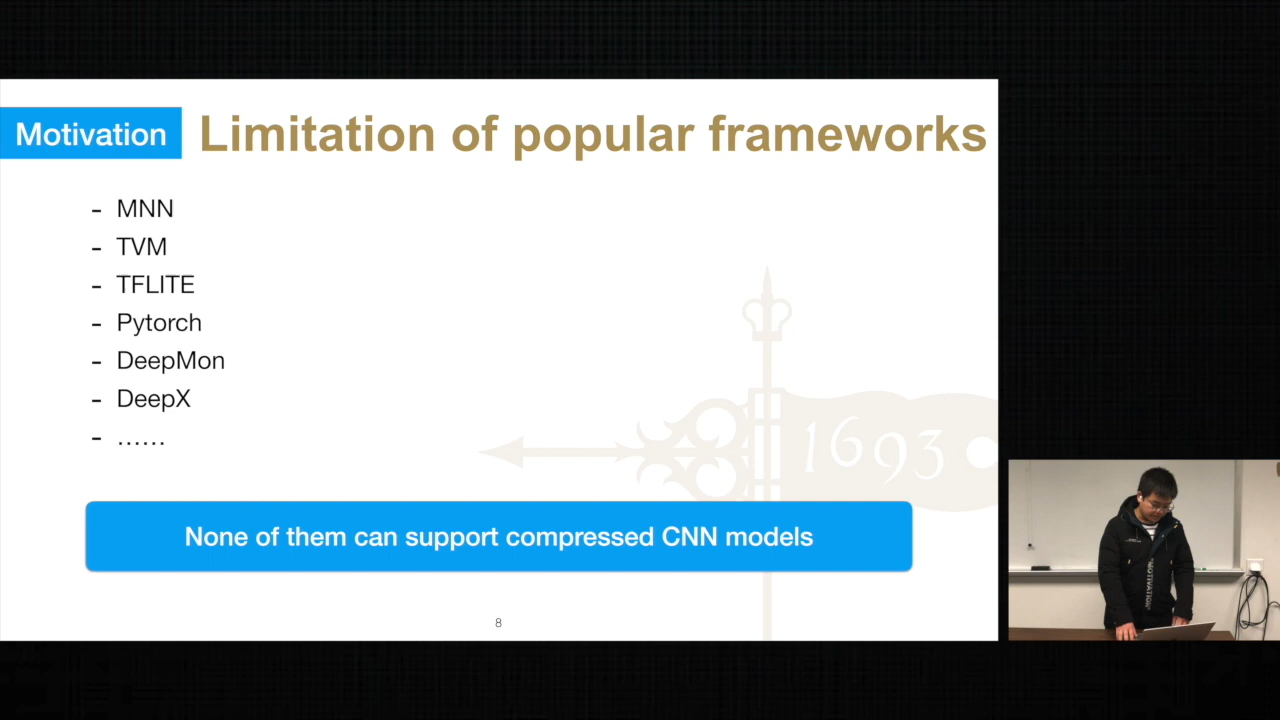 Motivation
Limitation of popular frameworks
- MNN
- TVM
- TFLITE
- Pytorch
- DeepMon
- DeepX
- ......
1693
None of them can support compressed CNN models
8